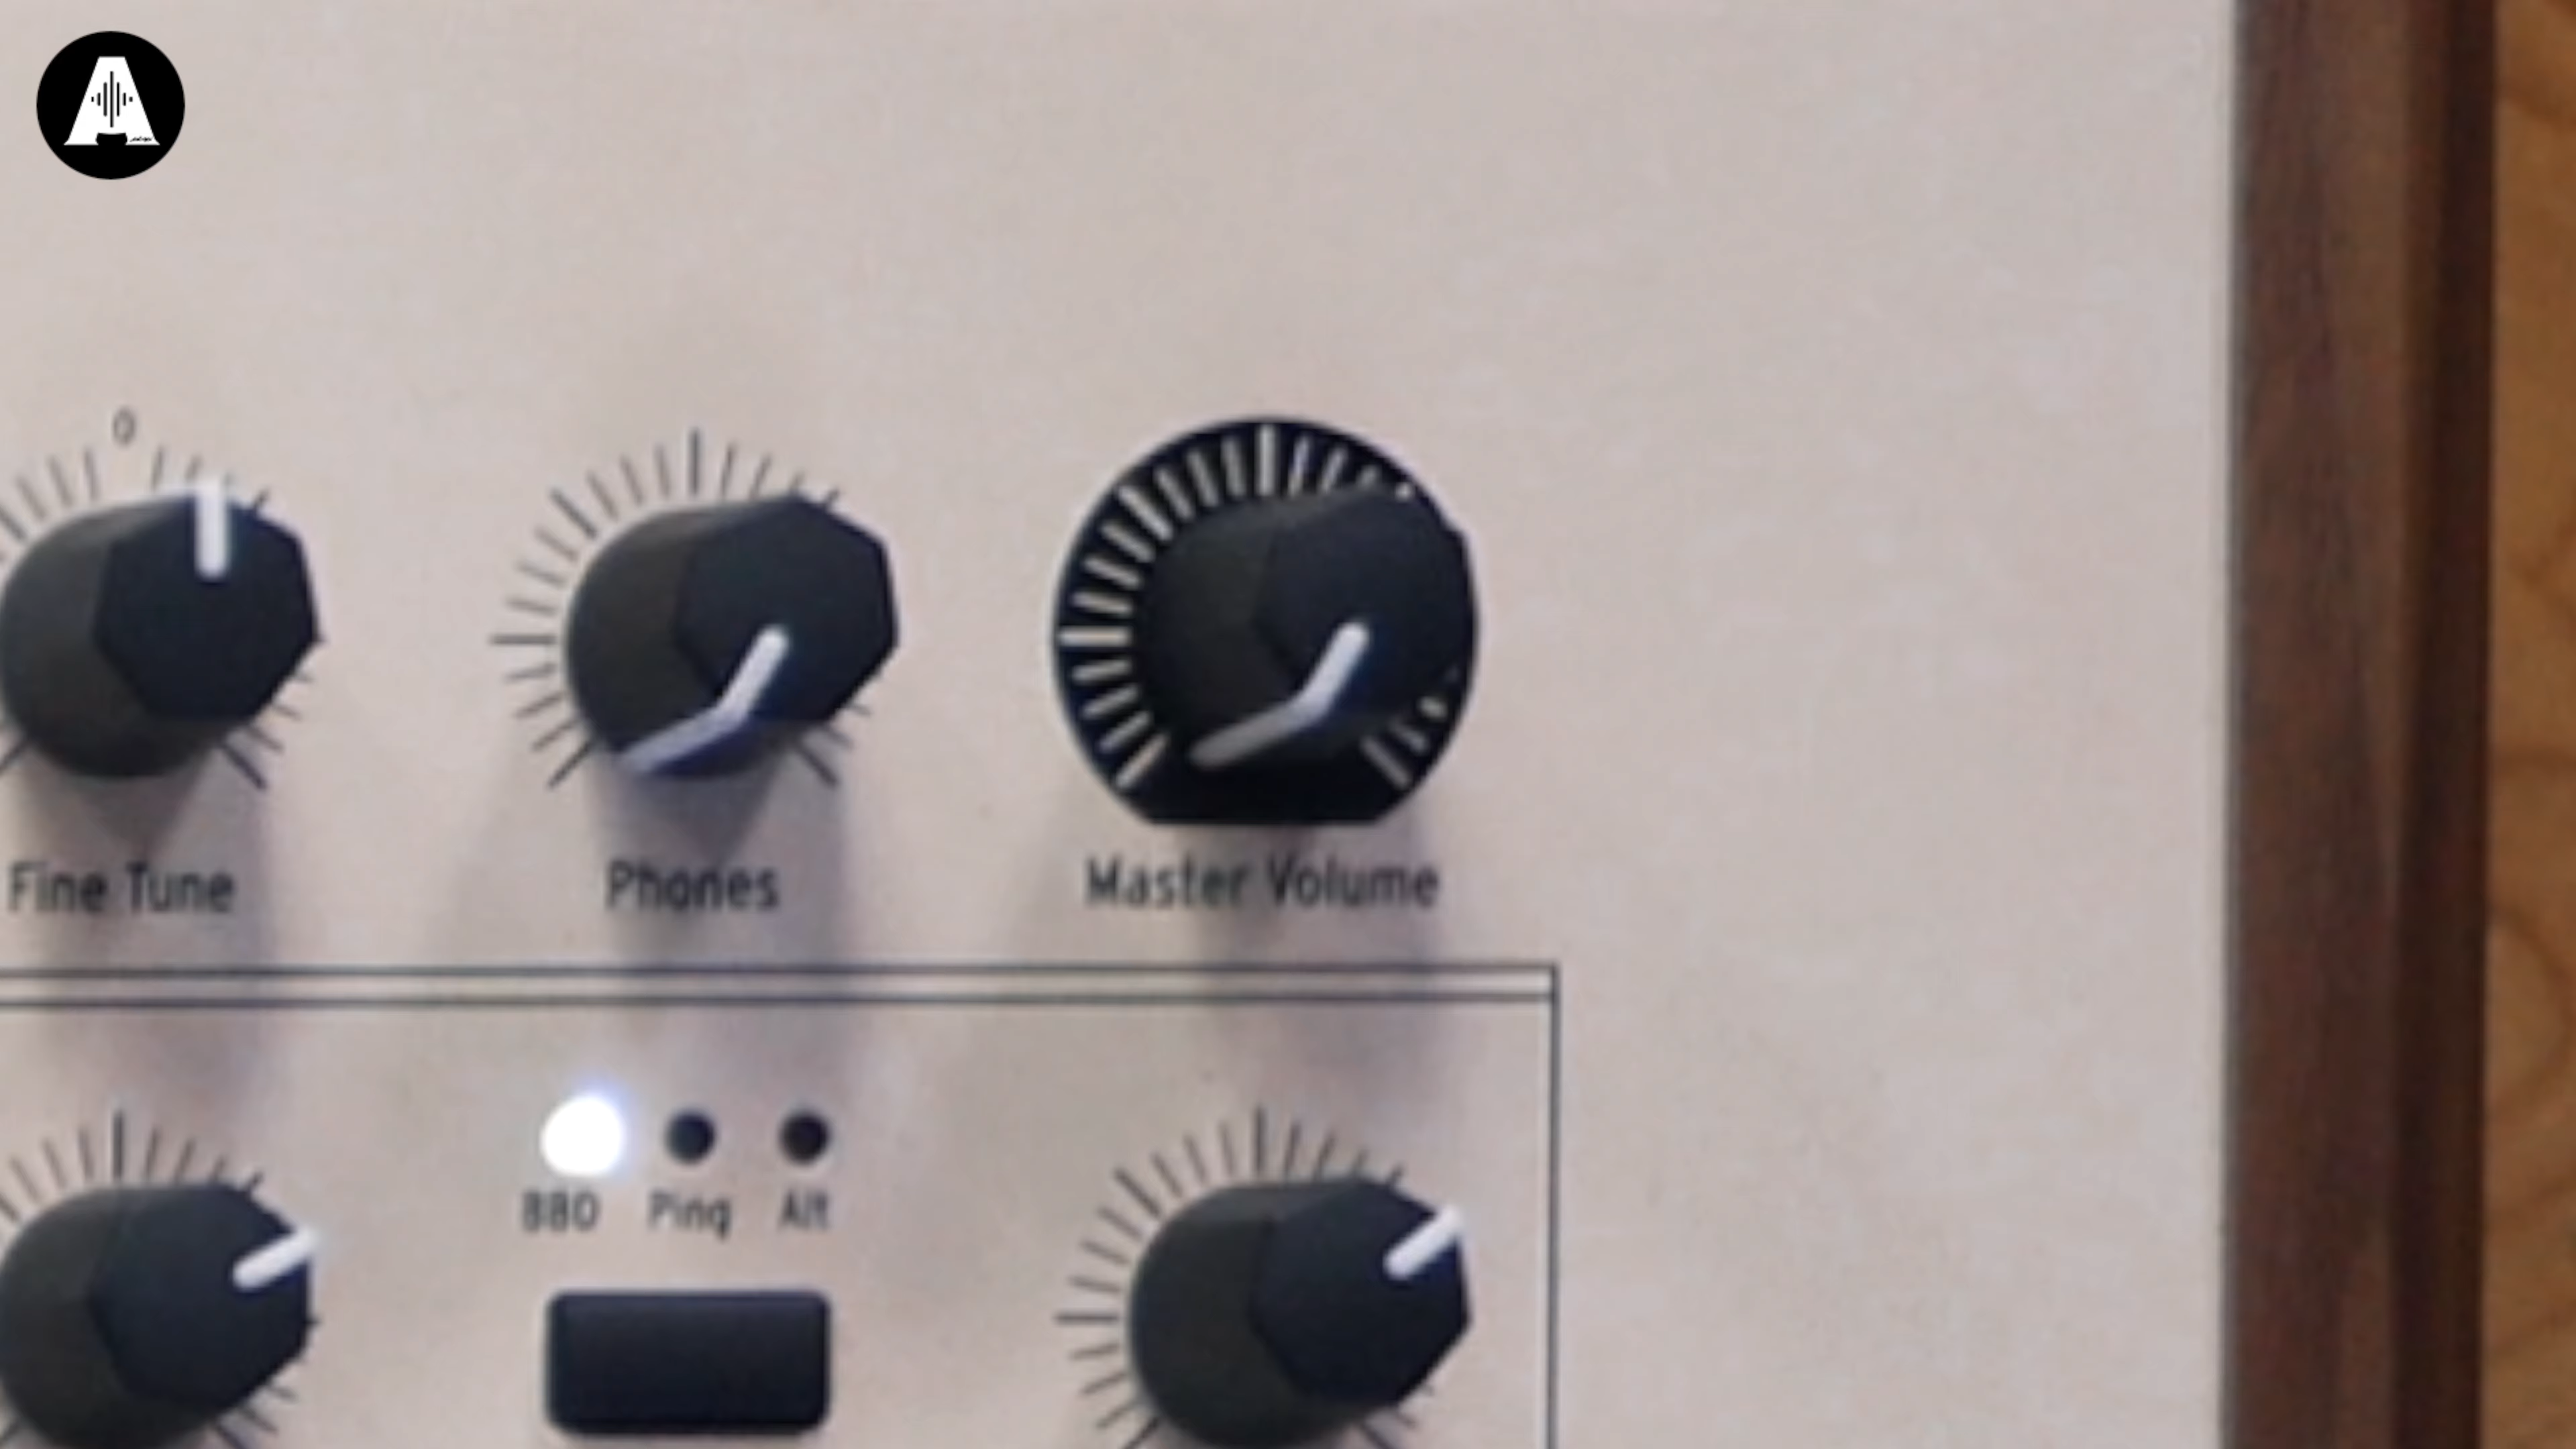 A
0
Fine Tune
Phones
Master Volume
BBD
Ping
Alt